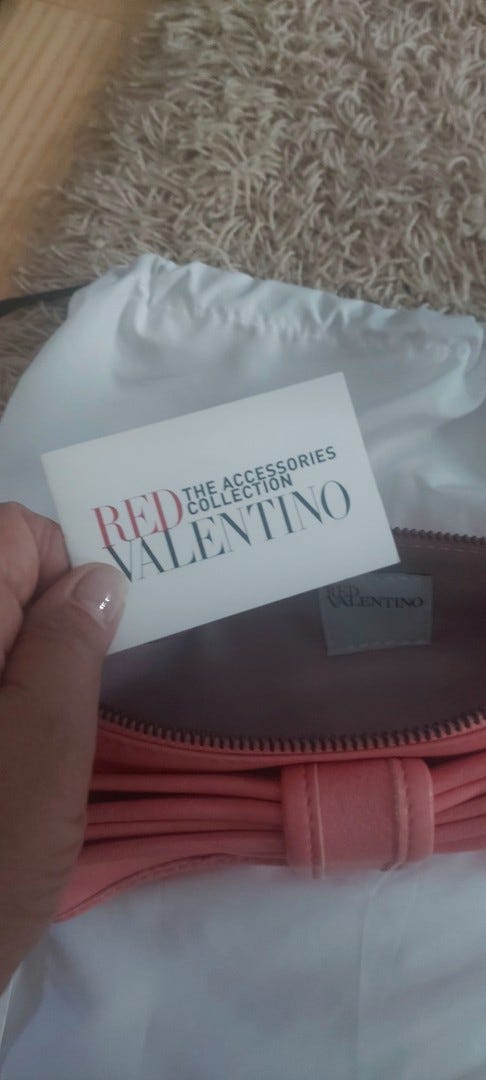 THE ACCESSORIES
COLLECTION
RED
VALENTINO
RED
VALENTINO